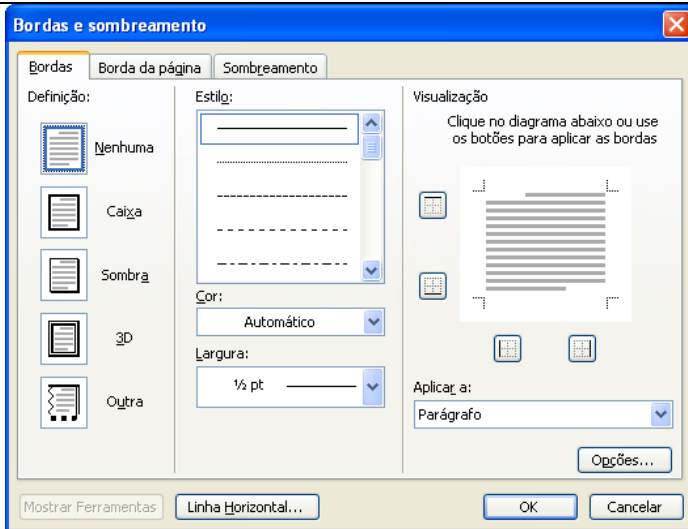 Bordas e sombreamento
Bordas
Borda da página
Sombreamento
Definição:
Nenhuma
Caixa
Sombra
3D
Outra
Estilo:
Cor:
Automático
Largura:
½ pt
Visualização
Clique no diagrama abaixo ou use
os botões para aplicar as bordas
Aplicar a:
Parágrafo
Opções...
Mostrar Ferramentas
Linha Horizontal...
OK
Cancelar